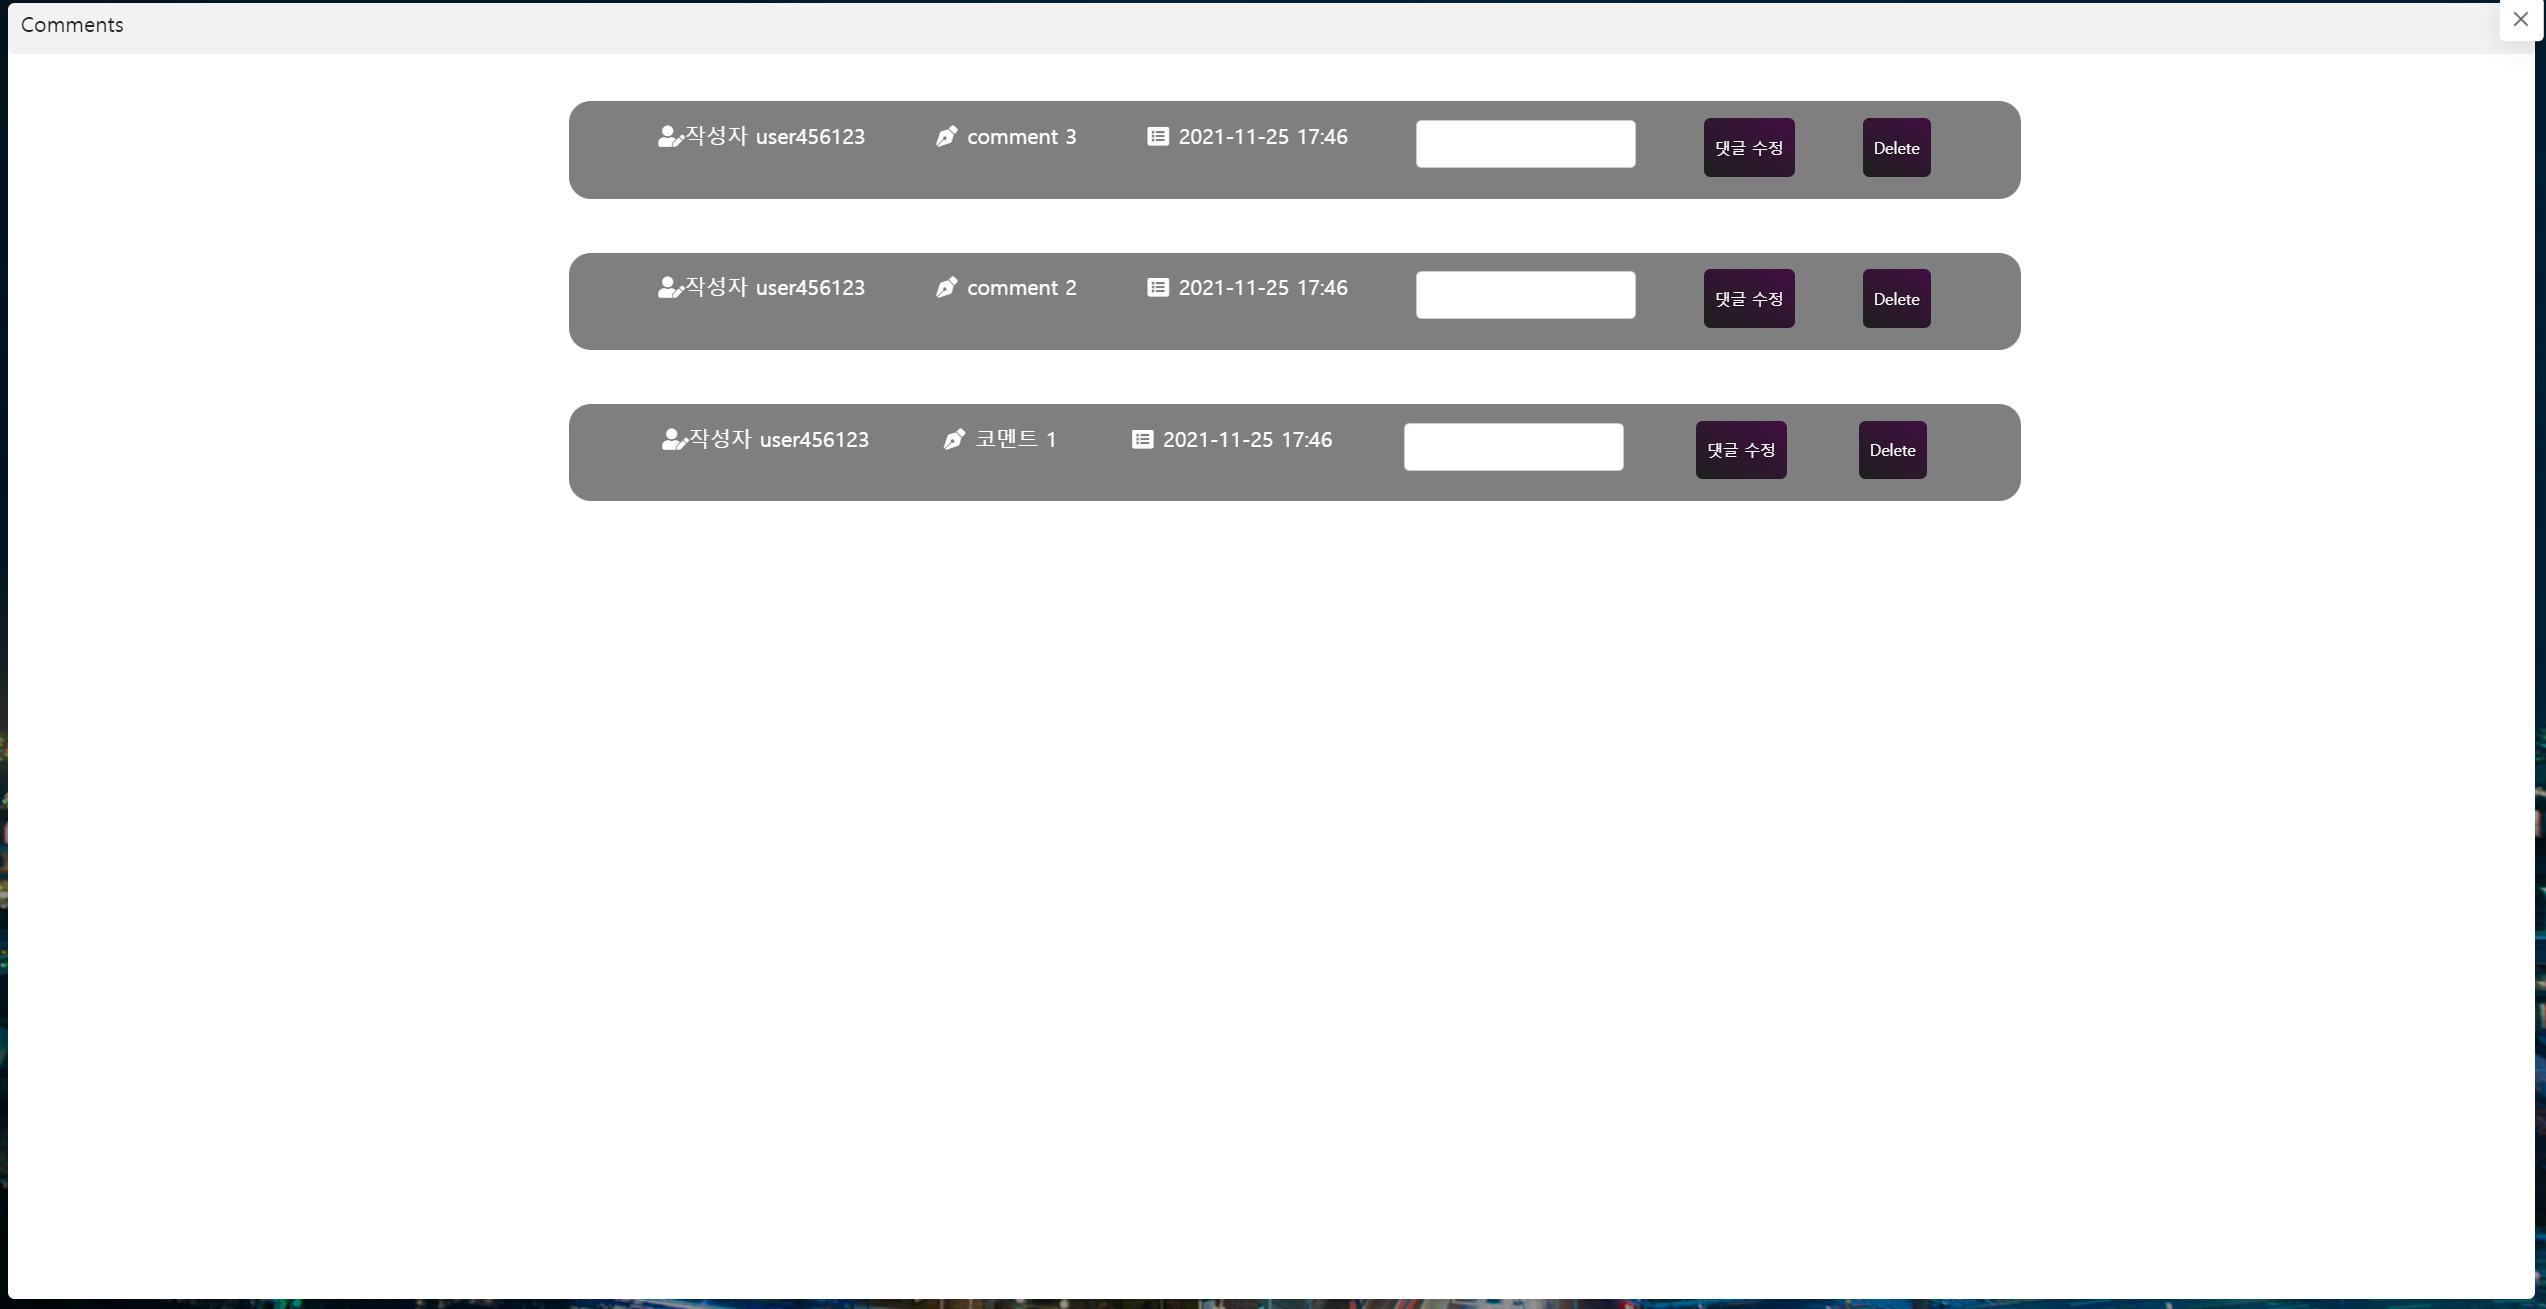 Comments
작성자 user456123 comment 3 2021-11-25 17:46 댓글 수정 Delete
작성자 user456123 comment 2 2021-11-25 17:46 댓글 수정 Delete
작성자 user456123 코멘트 1 2021-11-25 17:46 댓글 수정 Delete